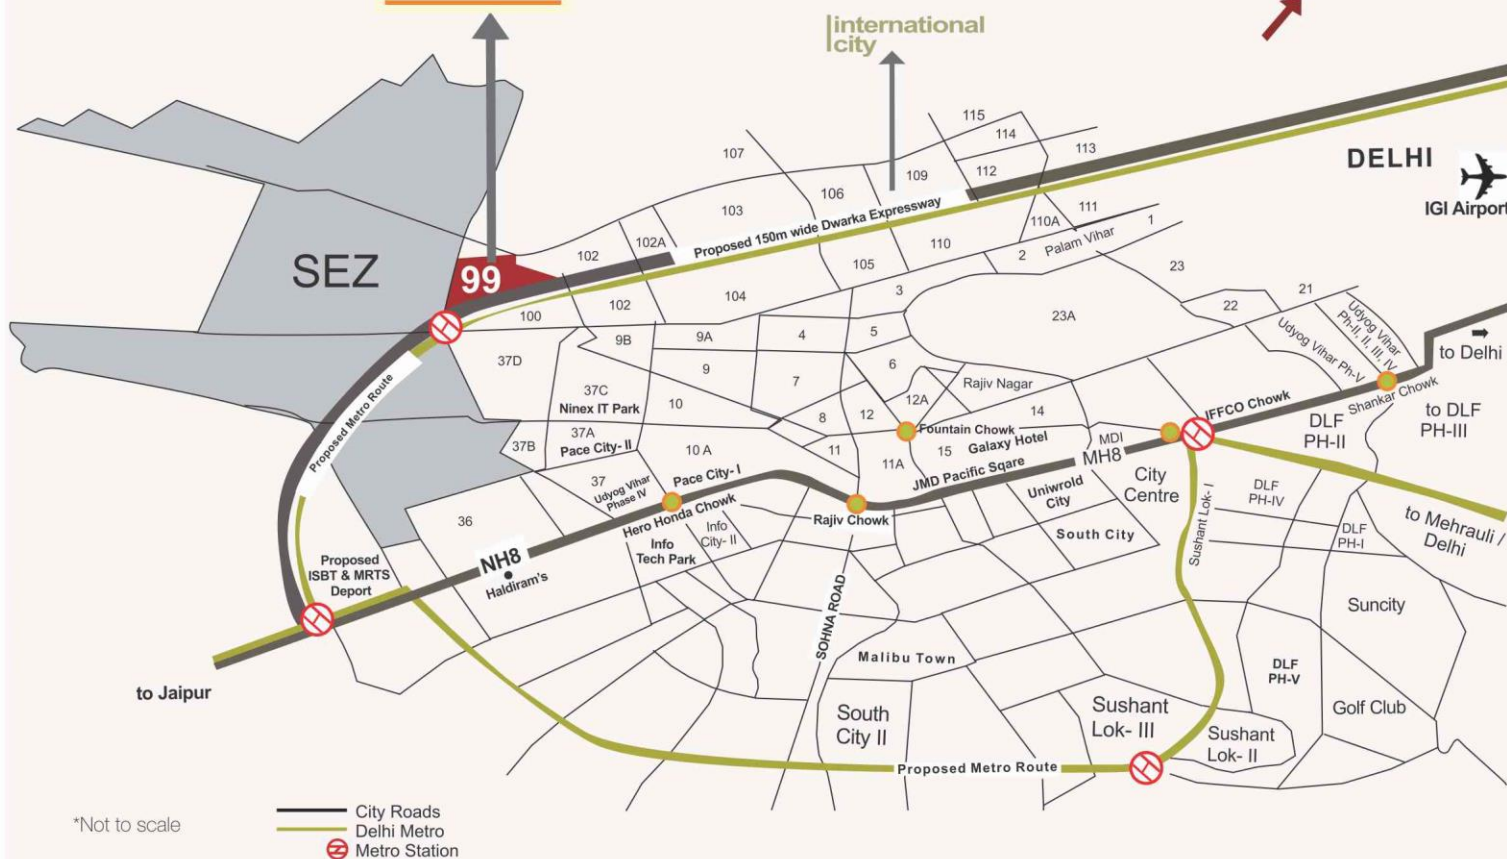 international
city
115
114
113
107
112
109
106
DELHI
IGI Airport
103
111
110A
1
102A
102
Proposed 150m wide Dwarka Expressway
110
2
Palam Vihar
SEZ
99
105
23
104
3
102
100
21
22
23A
Udyog Vihar
PH-II, II, III, IV
Udyog Vihar Ph-V
to Delhi
9B
9A
4
5
37D
9
6
7
37C
Ninex IT Park
Rajiv Nagar
12A
Proposed Metro Route
10
8
12
14
IFFCO Chowk
Shankar Chowk
to DLF
PH-III
DLF
PH-II
37A
Pace City- II
37B
Fountain Chowk
Galaxy Hotel
MDI
10 A
11
11A
15
JMD Pacific Sqare
MH8
City
Centre
37
Udyog Vihar
Phase IV
Pace City- I
Uniwrold
City
DLF
PH-IV
36
Hero Honda Chowk
Rajiv Chowk
Info
City- II
Info
Tech Park
South City
Sushant Lok- I
DLF
PH-I
to Mehrauli /
Delhi
NH8
Haldiram's
Proposed
ISBT & MRTS
Deport
SOHNA ROAD
Suncity
Malibu Town
DLF
PH-V
to Jaipur
South
City II
Sushant
Lok- III
Golf Club
Sushant
Lok- II
Proposed Metro Route
*Not to scale
City Roads
Delhi Metro
Metro Station